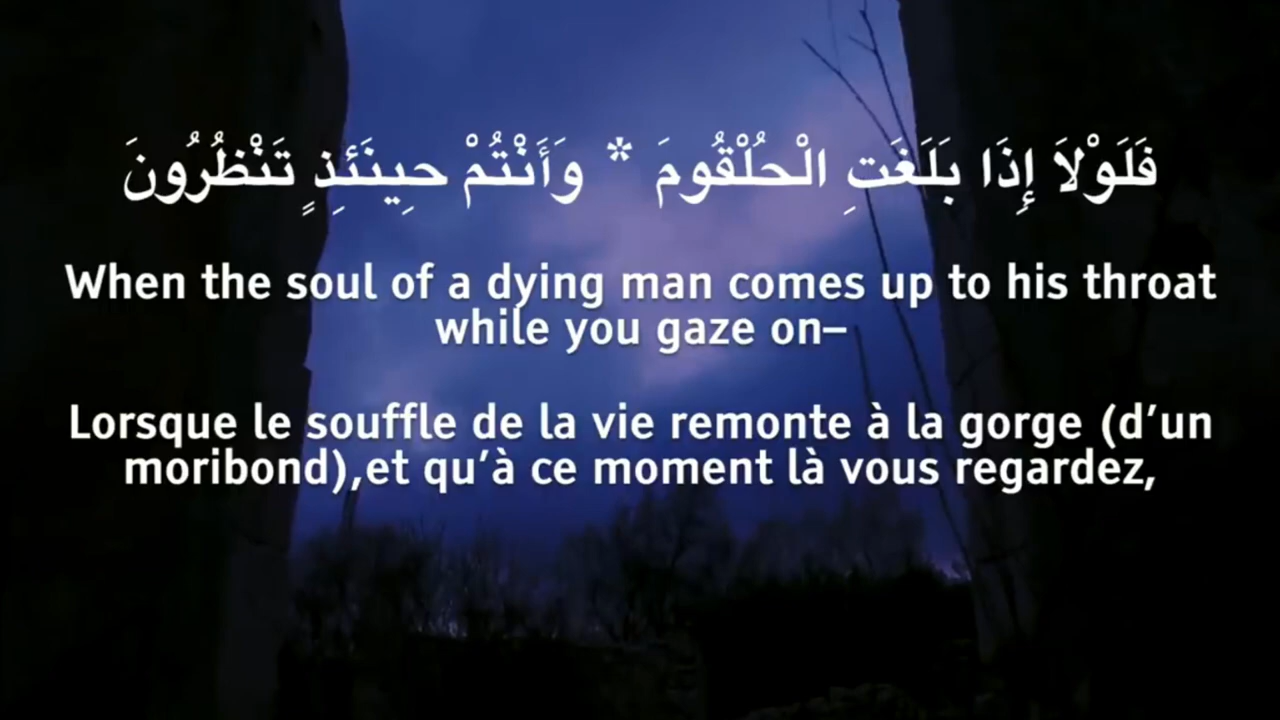 فَلَوْلاَ إِذَا بَلَغَتِ الْحُلْقُومَ * وَأَنْتُمْ حِينَئِذٍ تَنْظُرُونَ
When the soul of a dying man comes up to his throat
while you gaze on–
Lorsque le souffle de la vie remonte à la gorge (d’un
moribond),et qu’à ce moment là vous regardez,